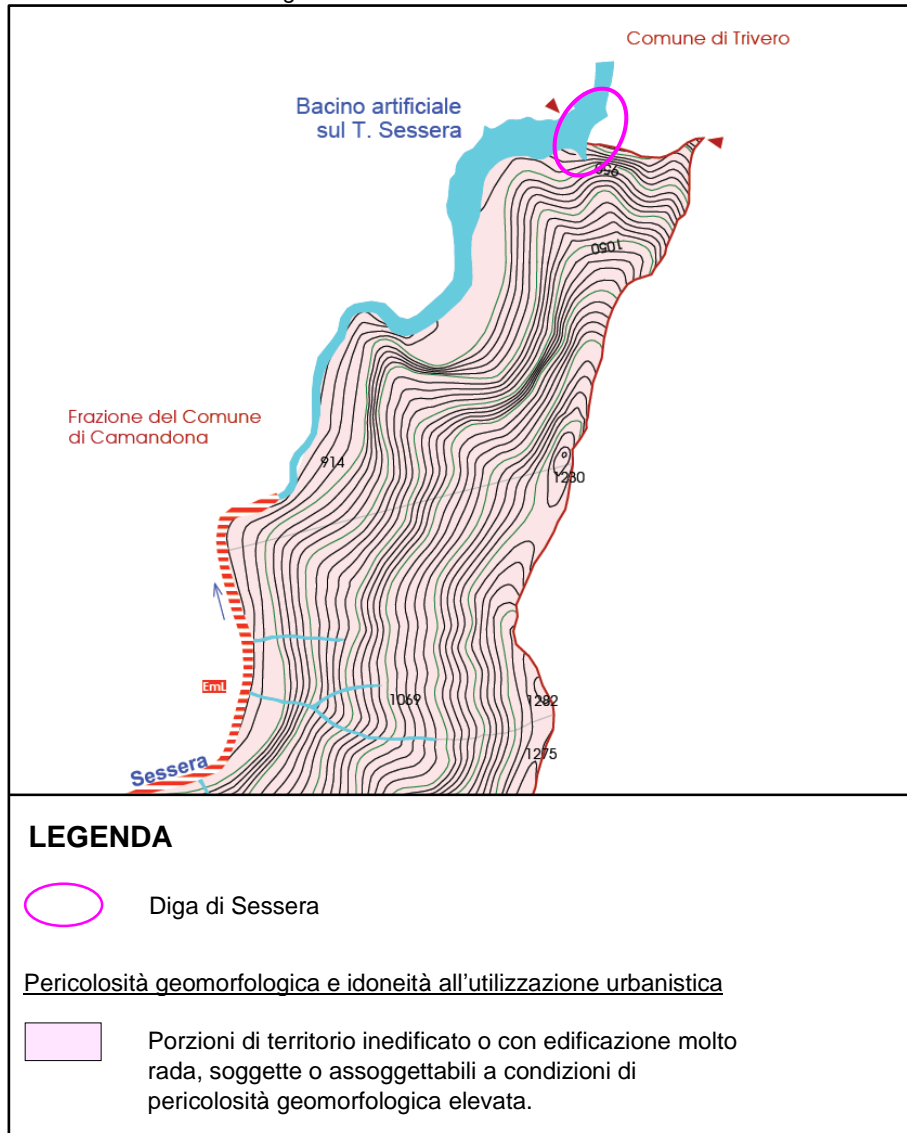 Comune di Trivero
Bacino artificiale
sul T. Sessera
950
1050
Frazione del Comune
di Camandona
914
1230
EmL
1069
1282
1275
Sessera
LEGENDA
Diga di Sessera
Pericolosità geomorfologica e idoneità all'utilizzazione urbanistica
Porzioni di territorio inedificato o con edificazione molto
rada, soggette o assoggettabili a condizioni di
pericolosità geomorfologica elevata.